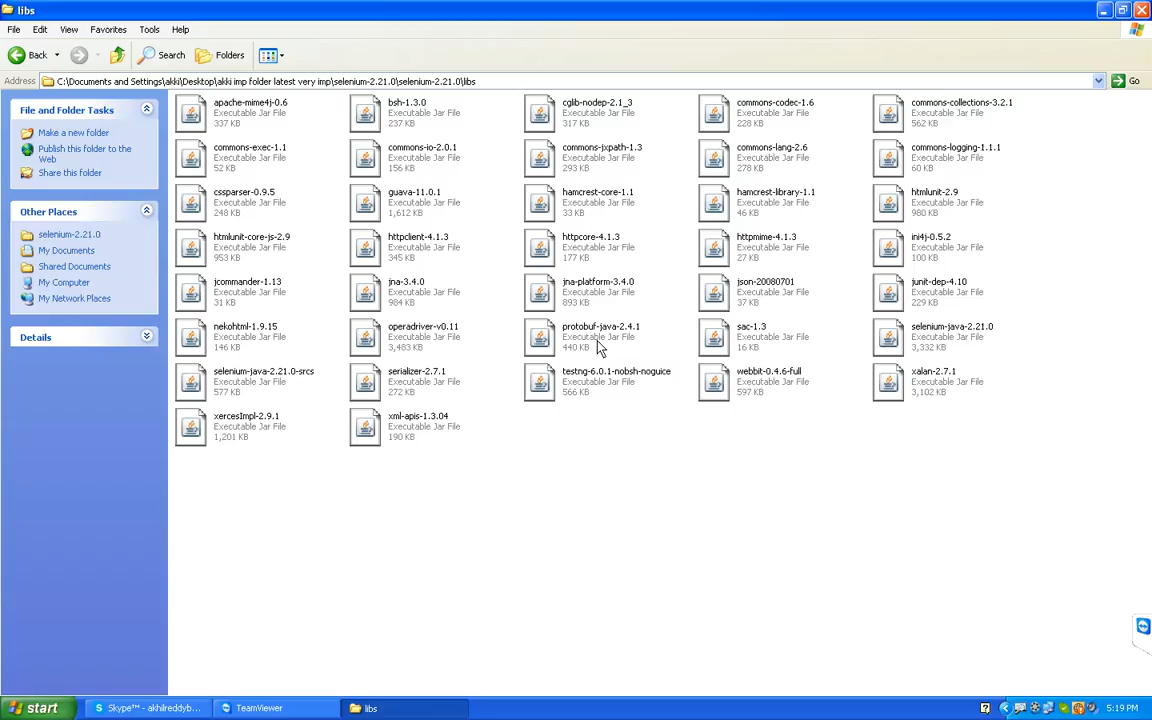 libs
File Edit View Favorites Tools Help
Back Search Folders
Address C:\Documents and Settings\akki\Desktop\akki imp folder latest very imp\selenium-2.21.0\selenium-2.21.0\libs Go
File and Folder Tasks
Make a new folder
Publish this folder to the
Web
Share this folder
Other Places
selenium-2.21.0
My Documents
Shared Documents
My Computer
My Network Places
Details
apache-mime4j-0.6
Executable Jar File
337 KB
bsh-1.3.0
Executable Jar File
237 KB
cglib-nodep-2.1_3
Executable Jar File
317 KB
commons-codec-1.6
Executable Jar File
228 KB
commons-collections-3.2.1
Executable Jar File
562 KB
commons-exec-1.1
Executable Jar File
52 KB
commons-io-2.0.1
Executable Jar File
156 KB
commons-jxpath-1.3
Executable Jar File
293 KB
commons-lang-2.6
Executable Jar File
278 KB
commons-logging-1.1.1
Executable Jar File
60 KB
cssparser-0.9.5
Executable Jar File
248 KB
guava-11.0.1
Executable Jar File
1,612 KB
hamcrest-core-1.1
Executable Jar File
33 KB
hamcrest-library-1.1
Executable Jar File
46 KB
htmlunit-2.9
Executable Jar File
980 KB
htmlunit-core-js-2.9
Executable Jar File
953 KB
httpclient-4.1.3
Executable Jar File
345 KB
httpcore-4.1.3
Executable Jar File
177 KB
httpmime-4.1.3
Executable Jar File
27 KB
ini4j-0.5.2
Executable Jar File
100 KB
jcommander-1.13
Executable Jar File
31 KB
jna-3.4.0
Executable Jar File
984 KB
jna-platform-3.4.0
Executable Jar File
893 KB
json-20080701
Executable Jar File
37 KB
junit-dep-4.10
Executable Jar File
229 KB
nekohtml-1.9.15
Executable Jar File
146 KB
operadriver-v0.11
Executable Jar File
3,483 KB
protobuf-java-2.4.1
Executable Jar File
440 KB
sac-1.3
Executable Jar File
16 KB
selenium-java-2.21.0
Executable Jar File
3,332 KB
selenium-java-2.21.0-srcs
Executable Jar File
577 KB
serializer-2.7.1
Executable Jar File
272 KB
testng-6.0.1-nobsh-noguice
Executable Jar File
566 KB
webbit-0.4.6-full
Executable Jar File
597 KB
xalan-2.7.1
Executable Jar File
3,102 KB
xercesImpl-2.9.1
Executable Jar File
1,201 KB
xml-apis-1.3.04
Executable Jar File
190 KB
start Skype™ - akhilreddyb... TeamViewer libs 5:19 PM